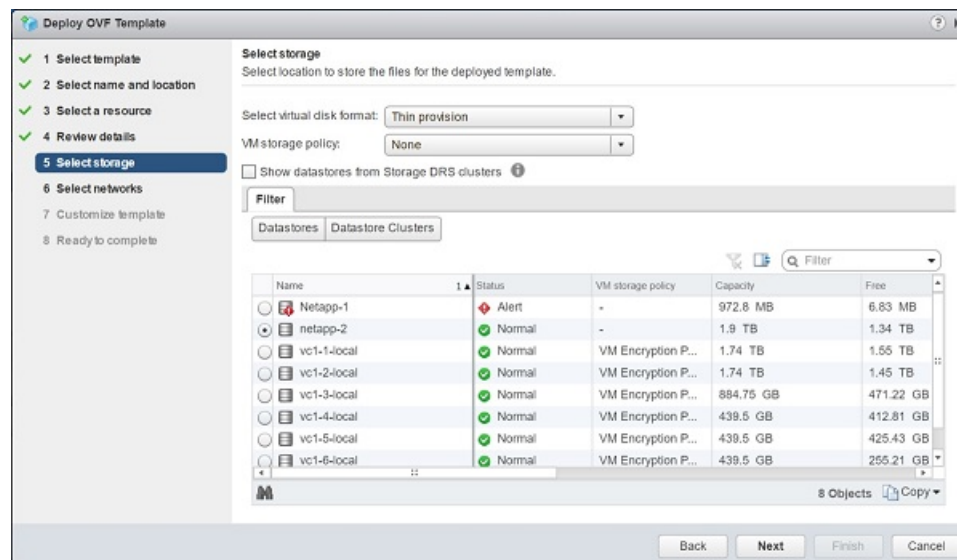 Deploy OVF Template
?
1 Select template
2 Select name and location
3 Select a resource
4 Review details
5 Select storage
6 Select networks
7 Customize template
8 Ready to complete
Select storage
Select location to store the files for the deployed template.
Select virtual disk format: Thin provision
VM storage policy: None
Show datastores from Storage DRS clusters
Filter
Datastores Datastore Clusters
Filter
Name 1 Status VM storage policy Capacity Free
Netapp-1 Alert - 972.8 MB 6.83 MB
netapp-2 Normal - 1.9 TB 1.34 TB
vc1-1-local Normal VM Encryption P... 1.74 TB 1.55 TB
vc1-2-local Normal VM Encryption P... 1.74 TB 1.45 TB
vc1-3-local Normal VM Encryption P... 884.75 GB 471.22 GB
vc1-4-local Normal VM Encryption P... 439.5 GB 412.81 GB
vc1-5-local Normal VM Encryption P... 439.5 GB 425.43 GB
vc1-6-local Normal VM Encryption P... 439.5 GB 255.21 GB
8 Objects Copy
Back Next Finish Cancel